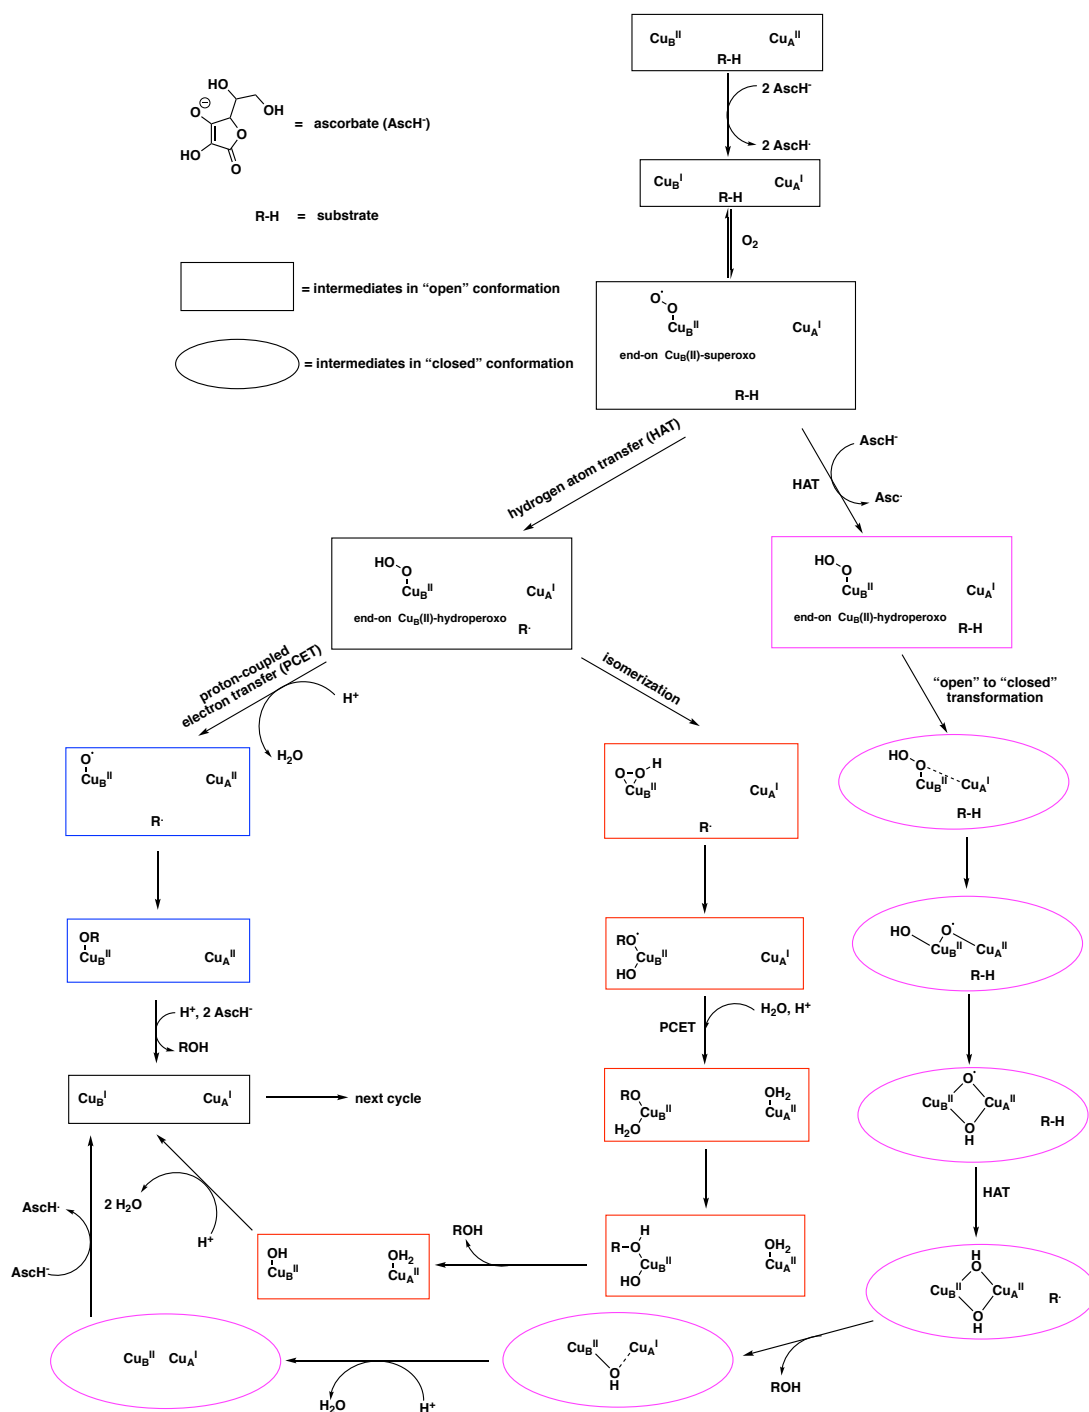 Cu_B^II Cu_A^II
R-H
2 AscH⁻
2 AscH·
HO
OH
O⊖
O
HO
O
= ascorbate (AscH⁻)
Cu_B^I Cu_A^I
R-H
R-H = substrate
O₂
= intermediates in “open” conformation
O·
O
Cu_B^II Cu_A^I
end-on Cu_B(II)-superoxo
R-H
= intermediates in “closed” conformation
hydrogen atom transfer (HAT)
AscH⁻
HAT
Asc·
HO
O
Cu_B^II Cu_A^I
end-on Cu_B(II)-hydroperoxo
R·
HO
O
Cu_B^II Cu_A^I
end-on Cu_B(II)-hydroperoxo
R-H
proton-coupled
electron transfer (PCET)
H⁺
H₂O
isomerization
“open” to “closed”
transformation
O·
Cu_B^II Cu_A^II
R·
O O H
Cu_B^II Cu_A^I
R·
HO
O
Cu_B^II Cu_A^I
R-H
OR
Cu_B^II Cu_A^II
RO·
Cu_B^II Cu_A^I
HO
HO O·
Cu_B^II Cu_A^II
R-H
H⁺, 2 AscH⁻
ROH
PCET
H₂O, H⁺
Cu_B^I Cu_A^I
next cycle
RO OH₂
Cu_B^II Cu_A^II
H₂O
O·
Cu_B^II Cu_A^II
O
H
R-H
HAT
AscH·
AscH⁻
2 H₂O
H⁺
OH OH₂
Cu_B^II Cu_A^II
ROH
H
R O OH₂
Cu_B^II Cu_A^II
HO
H
O
Cu_B^II Cu_A^II
O
H
R·
Cu_B^II Cu_A^I
H₂O
H⁺
Cu_B^II Cu_A^I
O
H
ROH